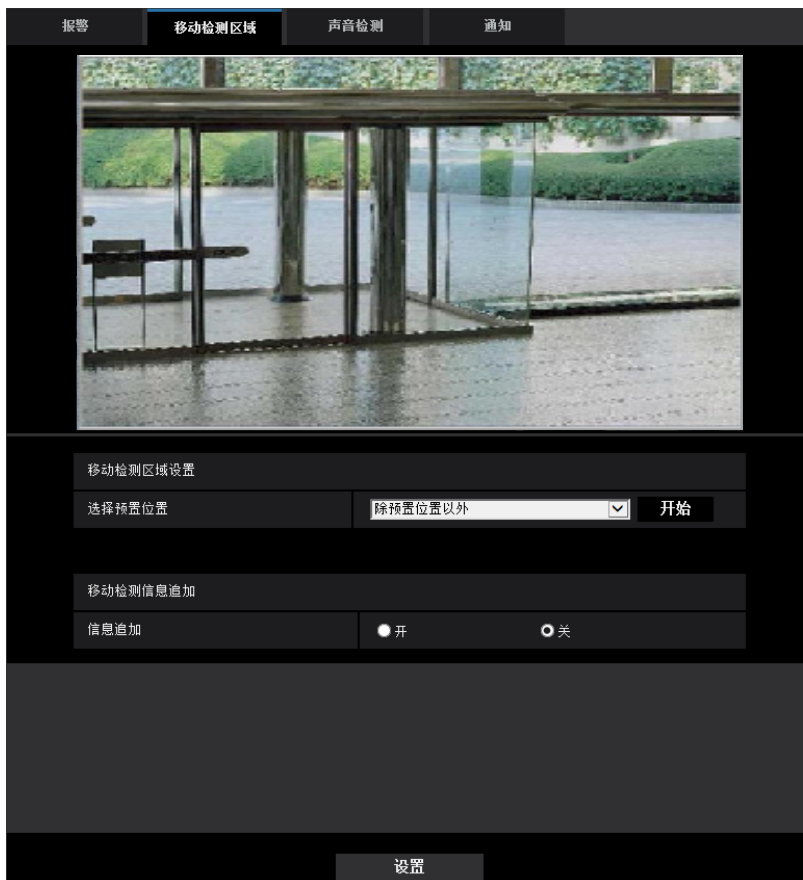 报警 移动检测区域 声音检测 通知
移动检测区域设置
选择预置位置 除预置位置以外 开始
移动检测信息追加
信息追加 开 关
设置